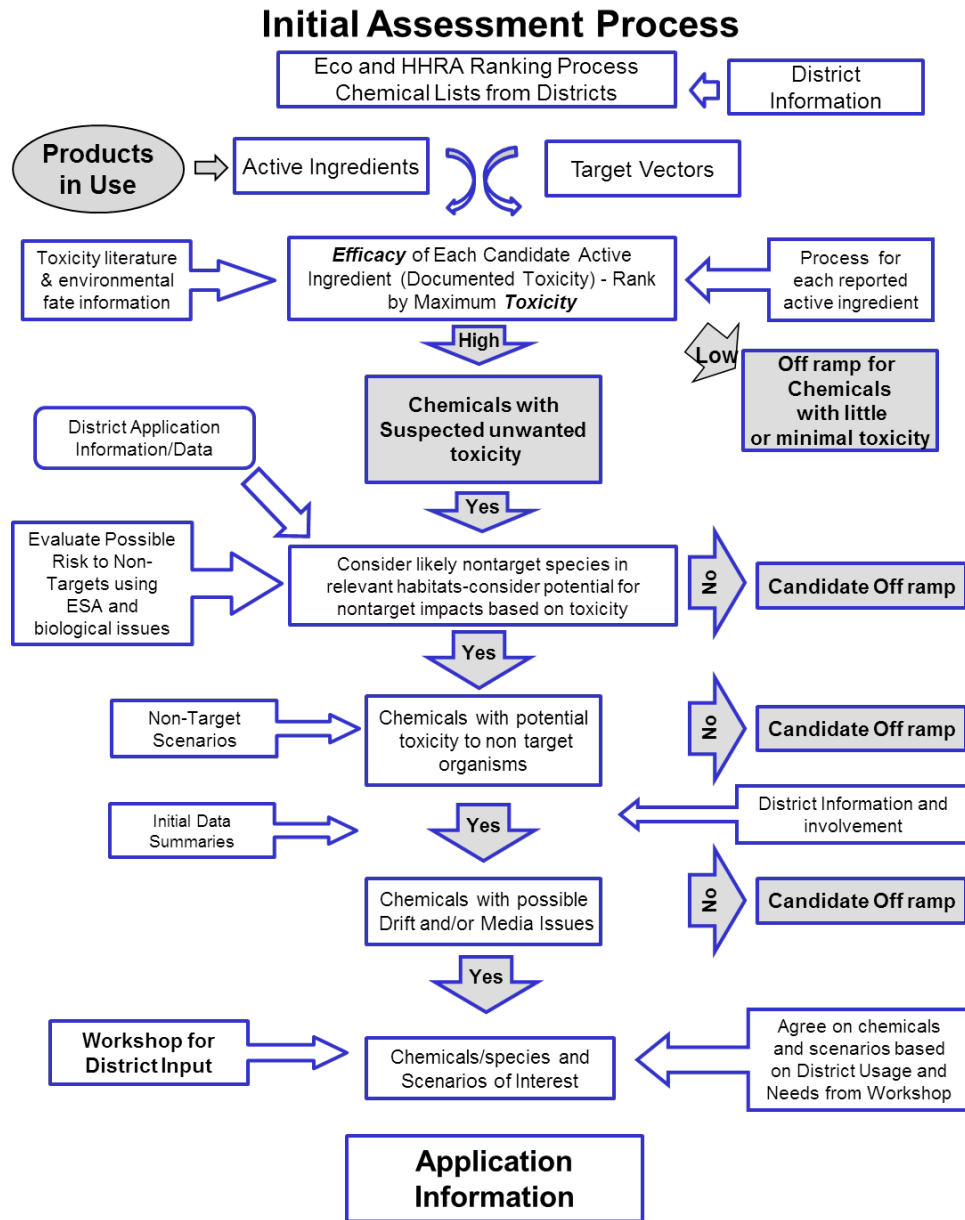 Initial Assessment Process
Eco and HHRA Ranking Process
Chemical Lists from Districts
District
Information
Products
in Use
Active Ingredients
Target Vectors
Toxicity literature
& environmental
fate information
Efficacy of Each Candidate Active
Ingredient (Documented Toxicity) - Rank
by Maximum Toxicity
Process for
each reported
active ingredient
High
Low
Off ramp for
Chemicals
with little
or minimal toxicity
Chemicals with
Suspected unwanted
toxicity
District Application
Information/Data
Yes
Evaluate Possible
Risk to Non-
Targets using
ESA and
biological issues
Consider likely nontarget species in
relevant habitats-consider potential for
nontarget impacts based on toxicity
No
Candidate Off ramp
Yes
Non-Target
Scenarios
Chemicals with potential
toxicity to non target
organisms
No
Candidate Off ramp
Initial Data
Summaries
Yes
District Information and
involvement
Chemicals with possible
Drift and/or Media Issues
No
Candidate Off ramp
Yes
Workshop for
District Input
Chemicals/species and
Scenarios of Interest
Agree on chemicals
and scenarios based
on District Usage and
Needs from Workshop
Application
Information